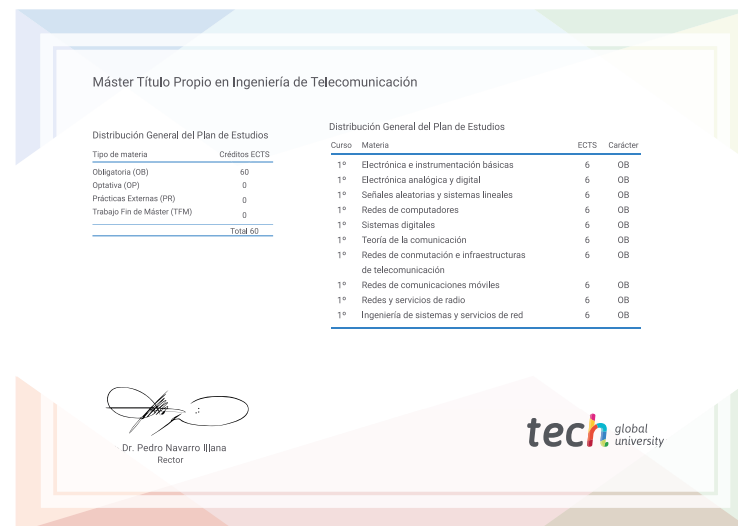 Máster Título Propio en Ingeniería de Telecomunicación
Distribución General del Plan de Estudios
Tipo de materia Créditos ECTS
Obligatoria (OB) 60
Optativa (OP) 0
Prácticas Externas (PR) 0
Trabajo Fin de Máster (TFM) 0
Total 60
Distribución General del Plan de Estudios
Curso Materia ECTS Carácter
1º Electrónica e instrumentación básicas 6 OB
1º Electrónica analógica y digital 6 OB
1º Señales aleatorias y sistemas lineales 6 OB
1º Redes de computadores 6 OB
1º Sistemas digitales 6 OB
1º Teoría de la comunicación 6 OB
1º Redes de conmutación e infraestructuras 6 OB
de telecomunicación
1º Redes de comunicaciones móviles 6 OB
1º Redes y servicios de radio 6 OB
1º Ingeniería de sistemas y servicios de red 6 OB
Dr. Pedro Navarro Illana
Rector
tech global
university